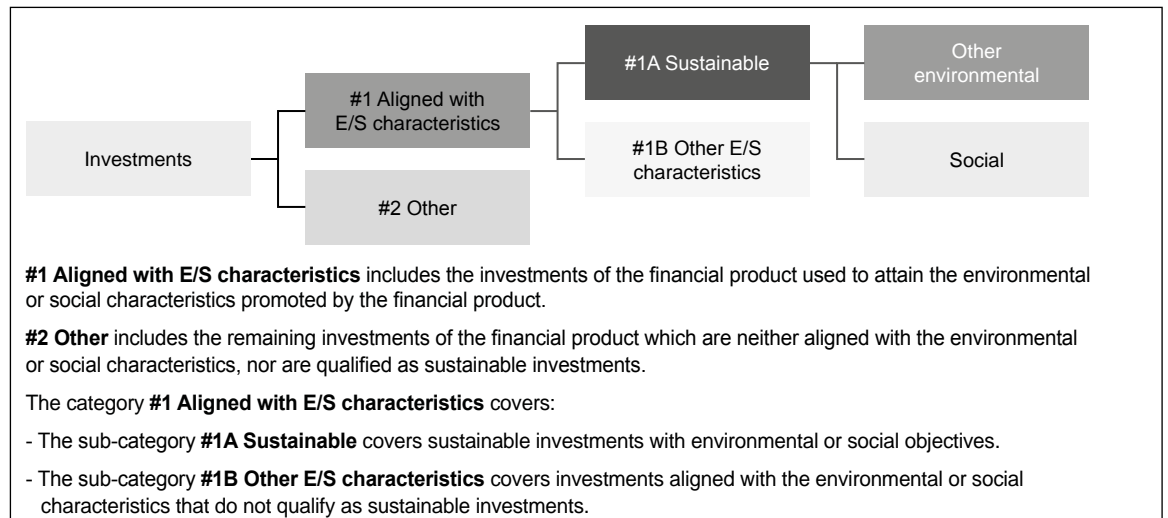 Investments
#1 Aligned with
E/S characteristics
#2 Other
#1A Sustainable
#1B Other E/S
characteristics
Other
environmental
Social
#1 Aligned with E/S characteristics includes the investments of the financial product used to attain the environmental
or social characteristics promoted by the financial product.
#2 Other includes the remaining investments of the financial product which are neither aligned with the environmental
or social characteristics, nor are qualified as sustainable investments.
The category #1 Aligned with E/S characteristics covers:
- The sub-category #1A Sustainable covers sustainable investments with environmental or social objectives.
- The sub-category #1B Other E/S characteristics covers investments aligned with the environmental or social
characteristics that do not qualify as sustainable investments.